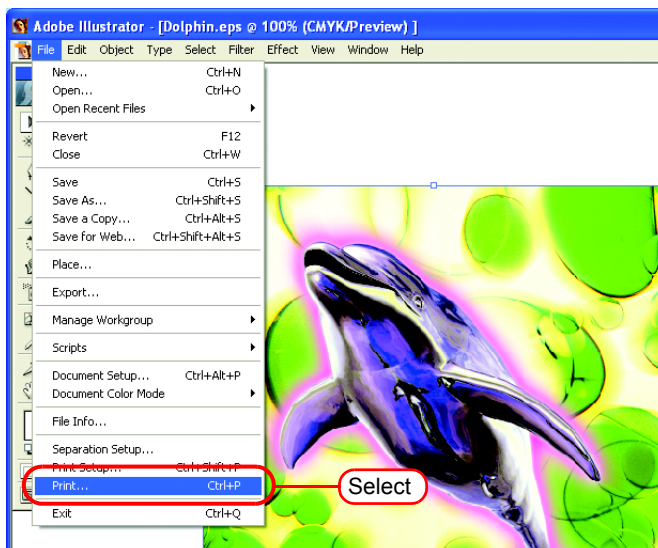 Adobe Illustrator - [Dolphin.eps @ 100% (CMYK/Preview) ]
File Edit Object Type Select Filter Effect View Window Help
New... Ctrl+N
Open... Ctrl+O
Open Recent Files
Revert F12
Close Ctrl+W
Save Ctrl+S
Save As... Ctrl+Shift+S
Save a Copy... Ctrl+Alt+S
Save for Web... Ctrl+Shift+Alt+S
Place...
Export...
Manage Workgroup
Scripts
Document Setup... Ctrl+Alt+P
Document Color Mode
File Info...
Separation Setup...
Print Setup... Ctrl+Shift+P
Print... Ctrl+P
Select
Exit Ctrl+Q